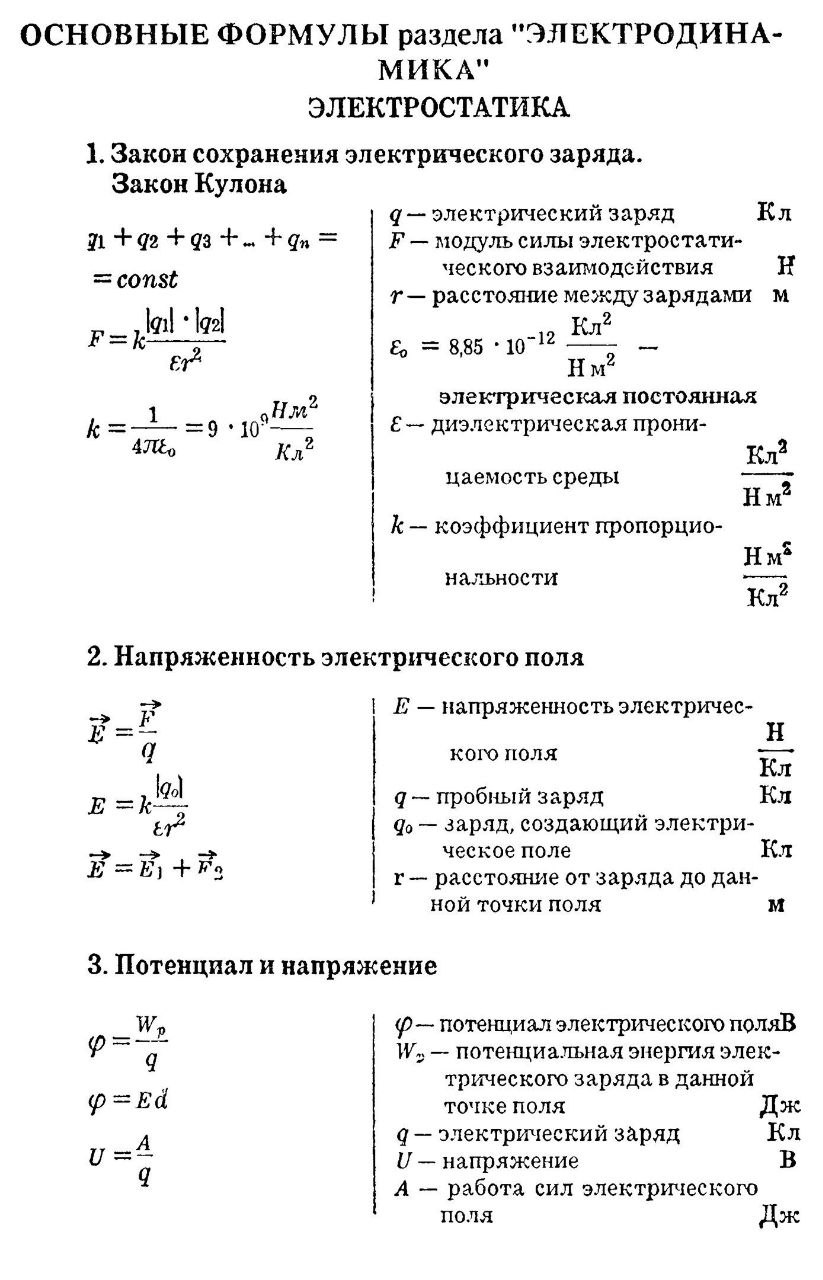 ОСНОВНЫЕ ФОРМУЛЫ раздела "ЭЛЕКТРОДИНА-
МИКА"
ЭЛЕКТРОСТАТИКА
1. Закон сохранения электрического заряда.
Закон Кулона
q₁ + q₂ + q₃ + ... + qₙ =
= const
F = k |q₁| · |q₂| / εr²
k = 1 / 4πε₀ = 9 · 10⁹ Нм² / Кл²
q — электрический заряд Кл
F — модуль силы электростати-
ческого взаимодействия Н
r — расстояние между зарядами м
ε₀ = 8,85 · 10⁻¹² Кл² / Н м² —
электрическая постоянная
ε — диэлектрическая прони-
цаемость среды Кл² / Н м²
k — коэффициент пропорцио-
нальности Н м² / Кл²
2. Напряженность электрического поля
E⃗ = F⃗ / q
E = k |q₀| / εr²
E⃗ = E⃗₁ + F⃗₂
E — напряженность электричес-
кого поля Н / Кл
q — пробный заряд Кл
q₀ — заряд, создающий электри-
ческое поле Кл
r — расстояние от заряда до дан-
ной точки поля м
3. Потенциал и напряжение
φ = Wₚ / q
φ = Ed
U = A / q
φ — потенциал электрического поля В
Wₚ — потенциальная энергия элек-
трического заряда в данной
точке поля Дж
q — электрический заряд Кл
U — напряжение В
A — работа сил электрического
поля Дж